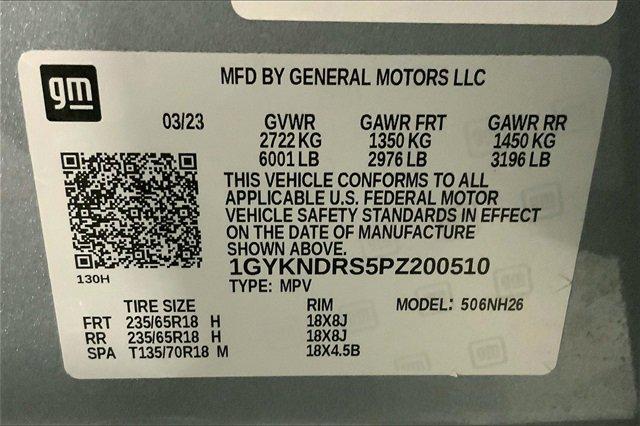 gm
MFD BY GENERAL MOTORS LLC
03/23 GVWR GAWR FRT GAWR RR
2722 KG 1350 KG 1450 KG
6001 LB 2976 LB 3196 LB
THIS VEHICLE CONFORMS TO ALL
APPLICABLE U.S. FEDERAL MOTOR
VEHICLE SAFETY STANDARDS IN EFFECT
ON THE DATE OF MANUFACTURE
SHOWN ABOVE.
1GYKNDRS5PZ200510
130H
TYPE: MPV
TIRE SIZE RIM MODEL: 506NH26
FRT 235/65R18 H 18X8J
RR 235/65R18 H 18X8J
SPA T135/70R18 M 18X4.5B